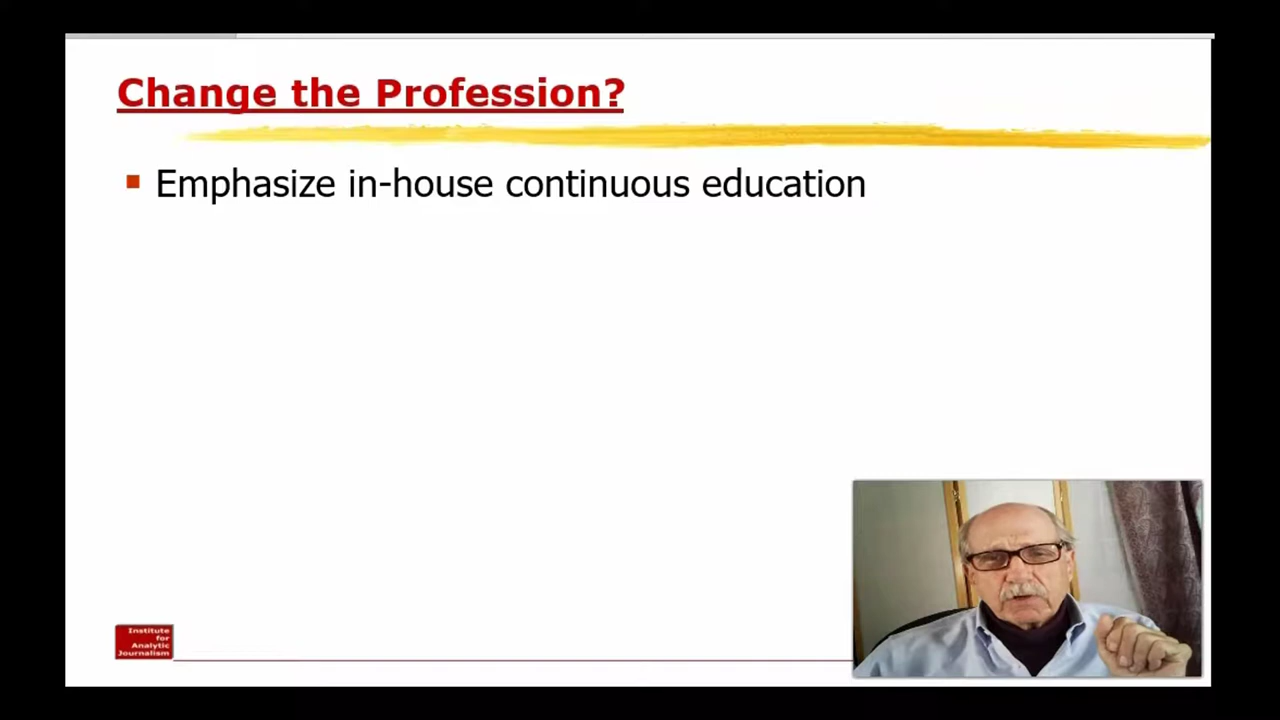 Change the Profession?
Emphasize in-house continuous education
Institute
for
Analytic
Journalism